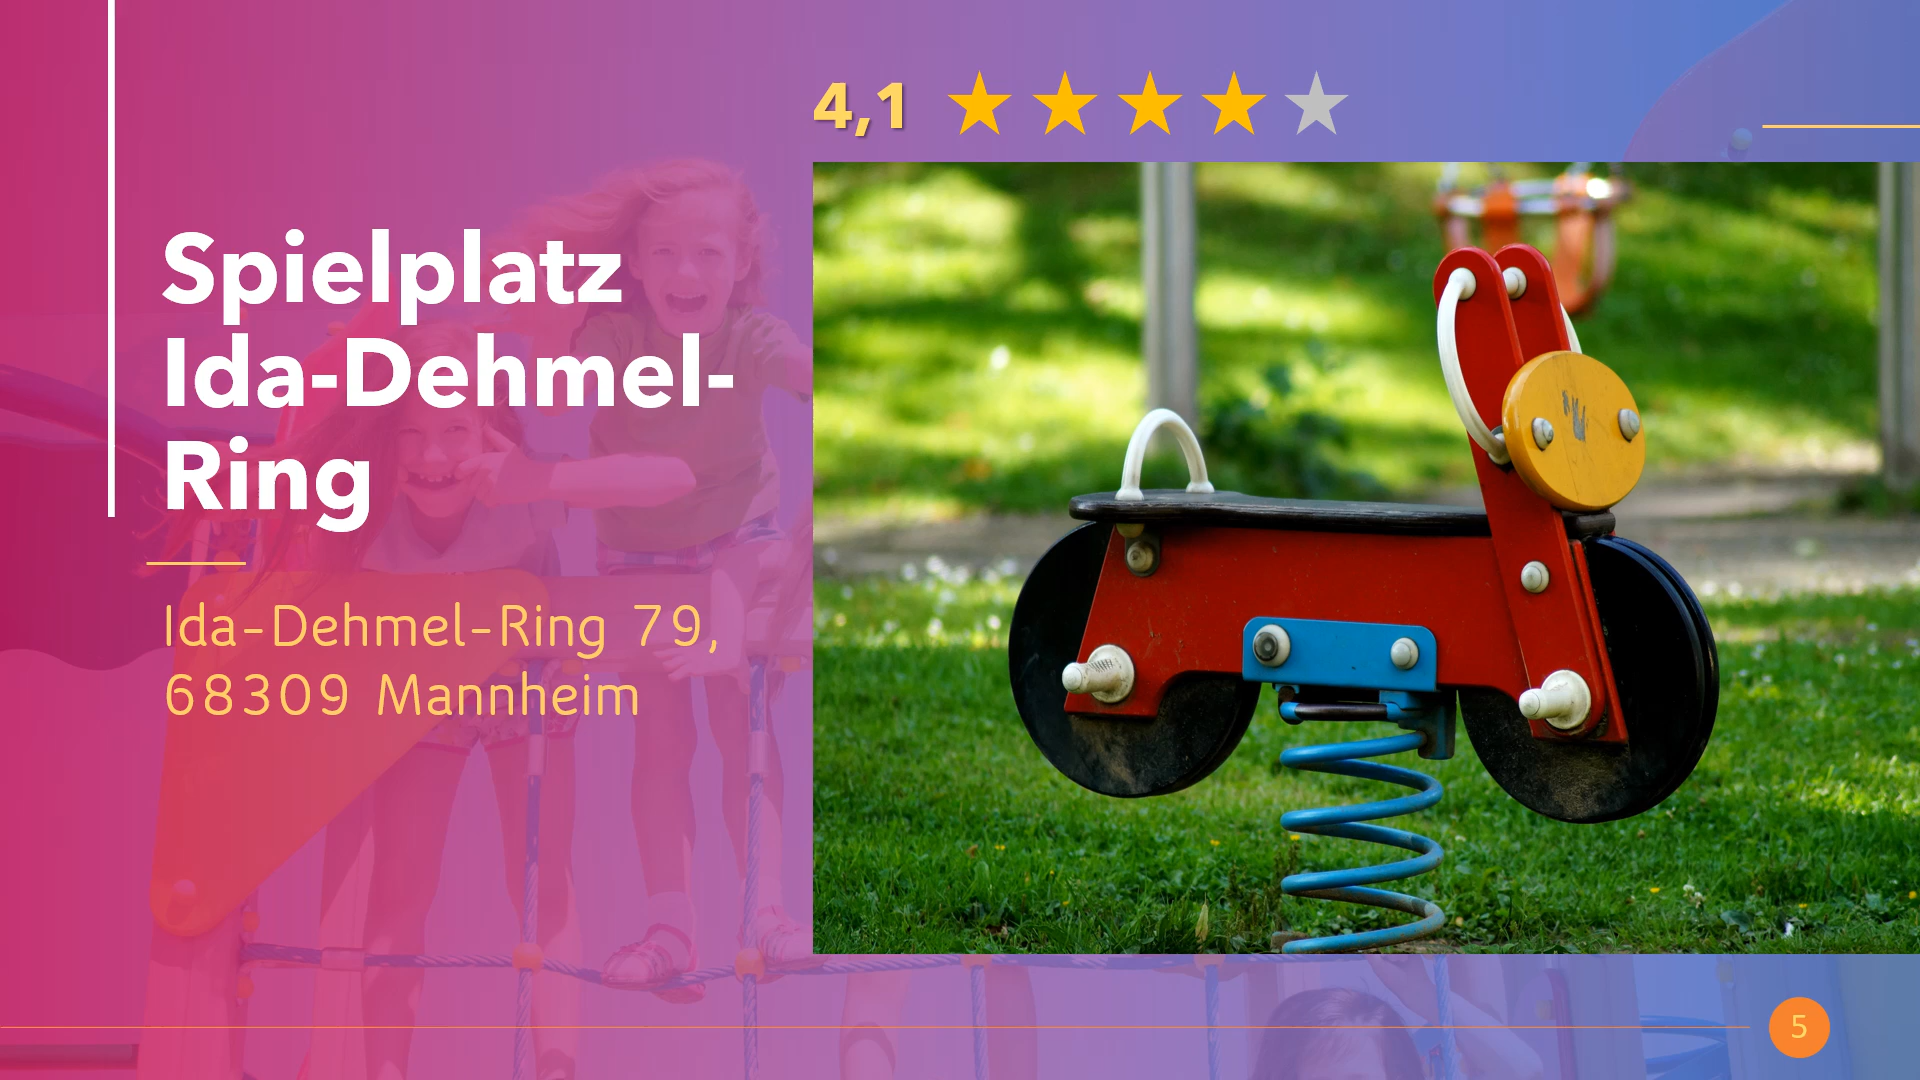 4,1
Spielplatz
Ida-Dehmel-
Ring
Ida-Dehmel-Ring 79,
68309 Mannheim
5